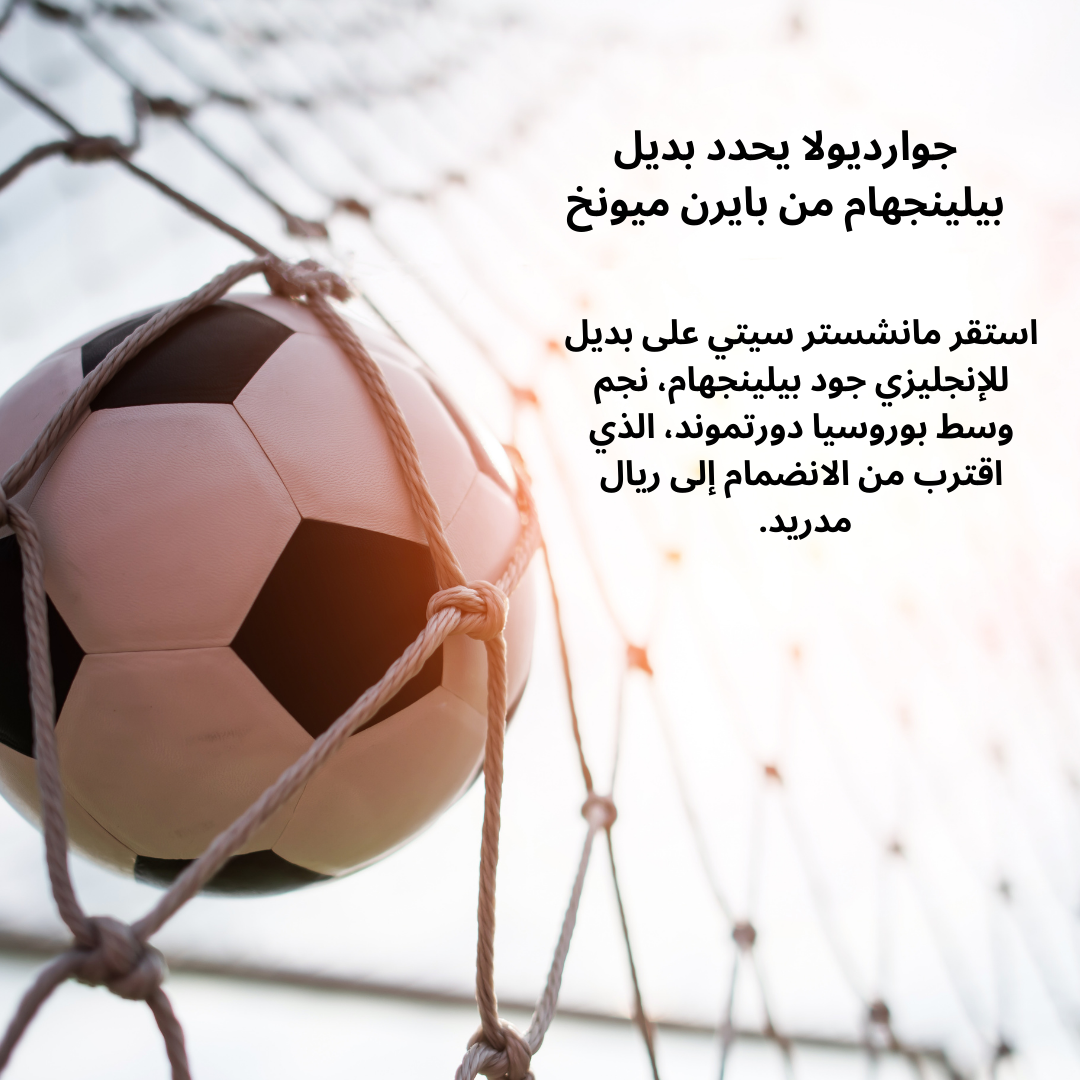 جوارديولا يحدد بديل
بيلينجهام من بايرن ميونخ
استقر مانشستر سيتي على بديل
للإنجليزي جود بيلينجهام، نجم
وسط بوروسيا دورتموند، الذي
اقترب من الانضمام إلى ريال
مدريد.